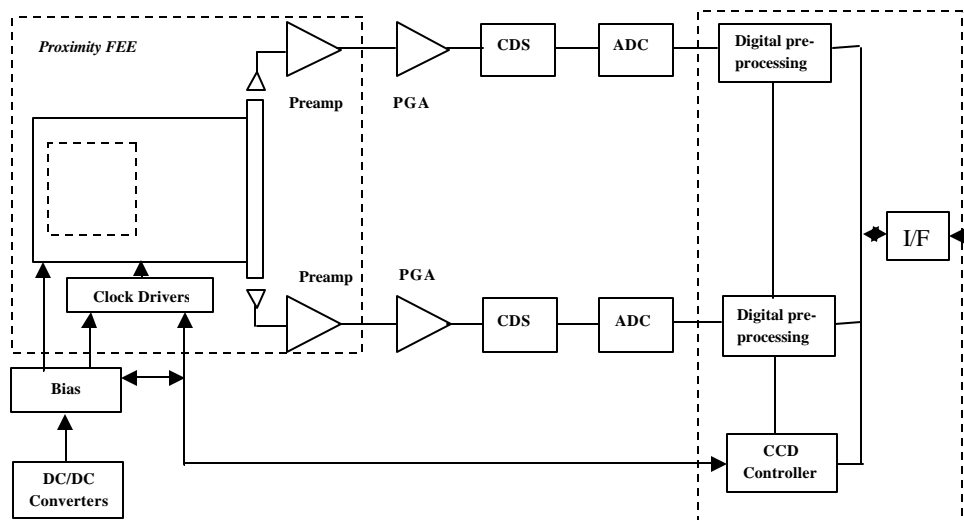 Proximity FEE
CDS
ADC
Digital pre-
processing
Preamp
PGA
I/F
Preamp
PGA
Clock Drivers
CDS
ADC
Digital pre-
processing
Bias
CCD
Controller
DC/DC
Converters